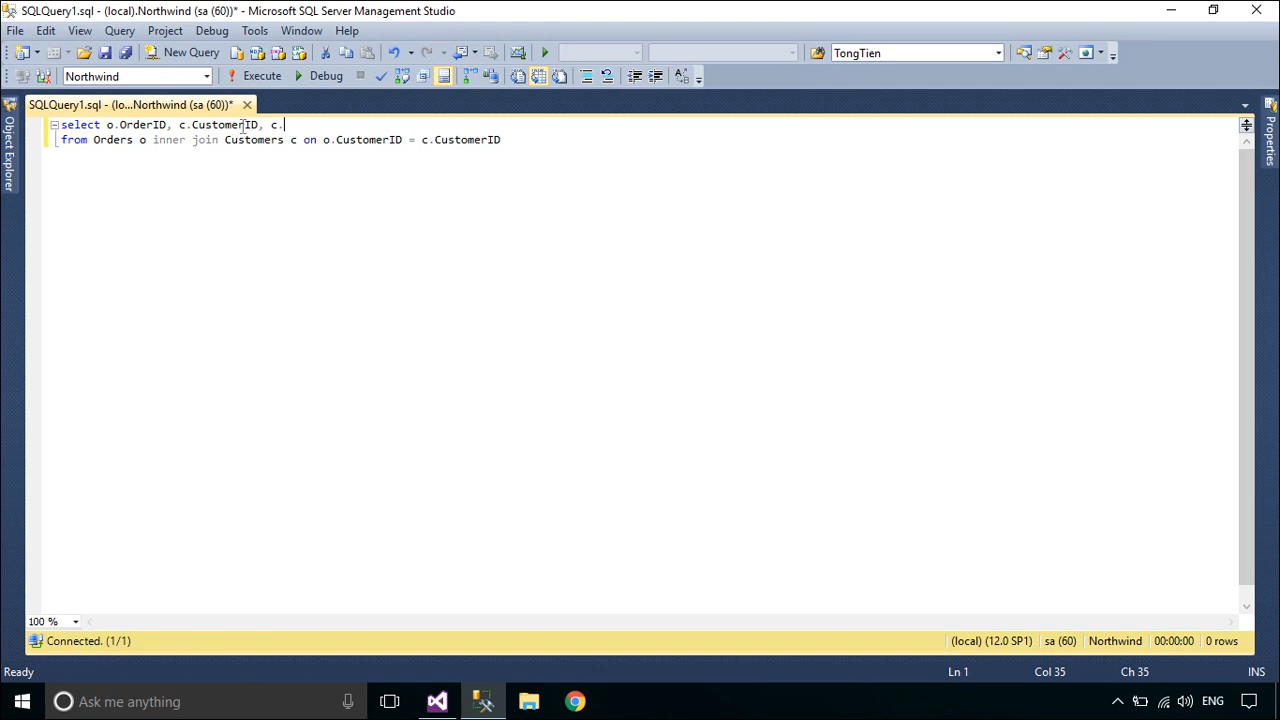 SQLQuery1.sql - (local).Northwind (sa (60))* - Microsoft SQL Server Management Studio
File Edit View Query Project Debug Tools Window Help
New Query TongTien
Northwind Execute Debug
SQLQuery1.sql - (lo...Northwind (sa (60))*
Object Explorer
Properties
select o.OrderID, c.CustomerID, c.
from Orders o inner join Customers c on o.CustomerID = c.CustomerID
100 %
Connected. (1/1) (local) (12.0 SP1) sa (60) Northwind 00:00:00 0 rows
Ready Ln 1 Col 35 Ch 35 INS
Ask me anything ENG